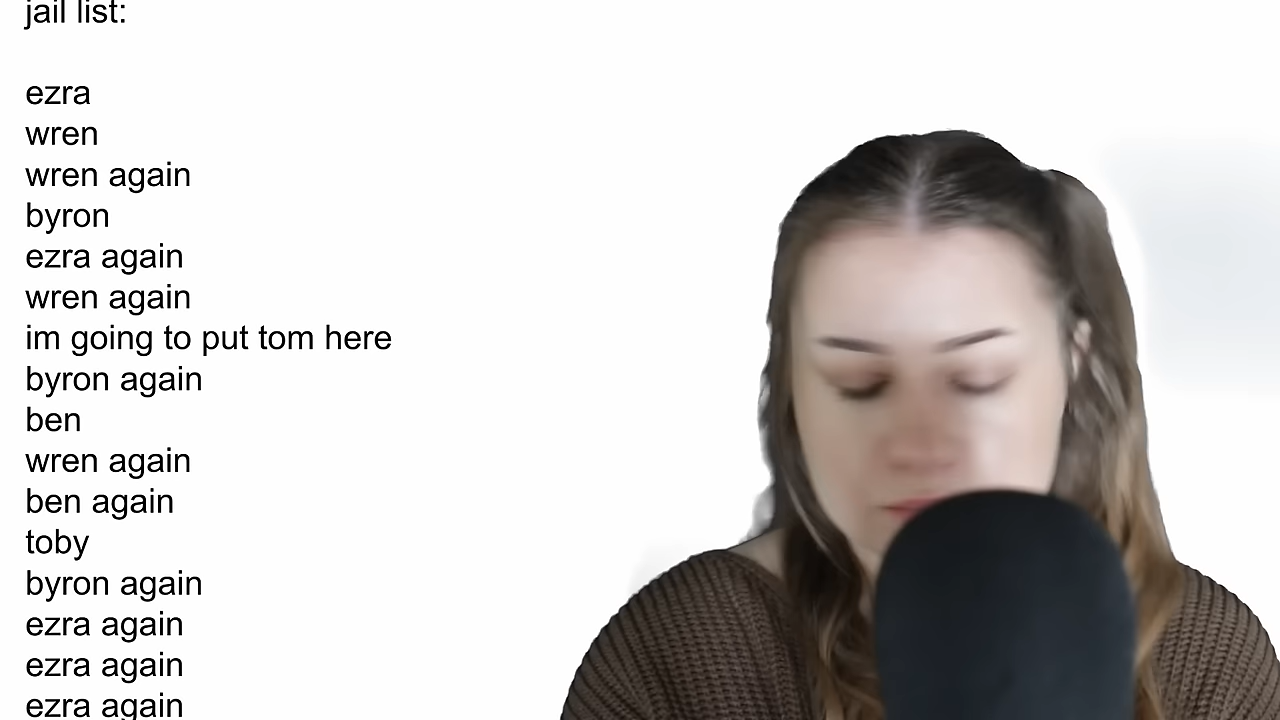 jail list:
ezra
wren
wren again
byron
ezra again
wren again
im going to put tom here
byron again
ben
wren again
ben again
toby
byron again
ezra again
ezra again
ezra again